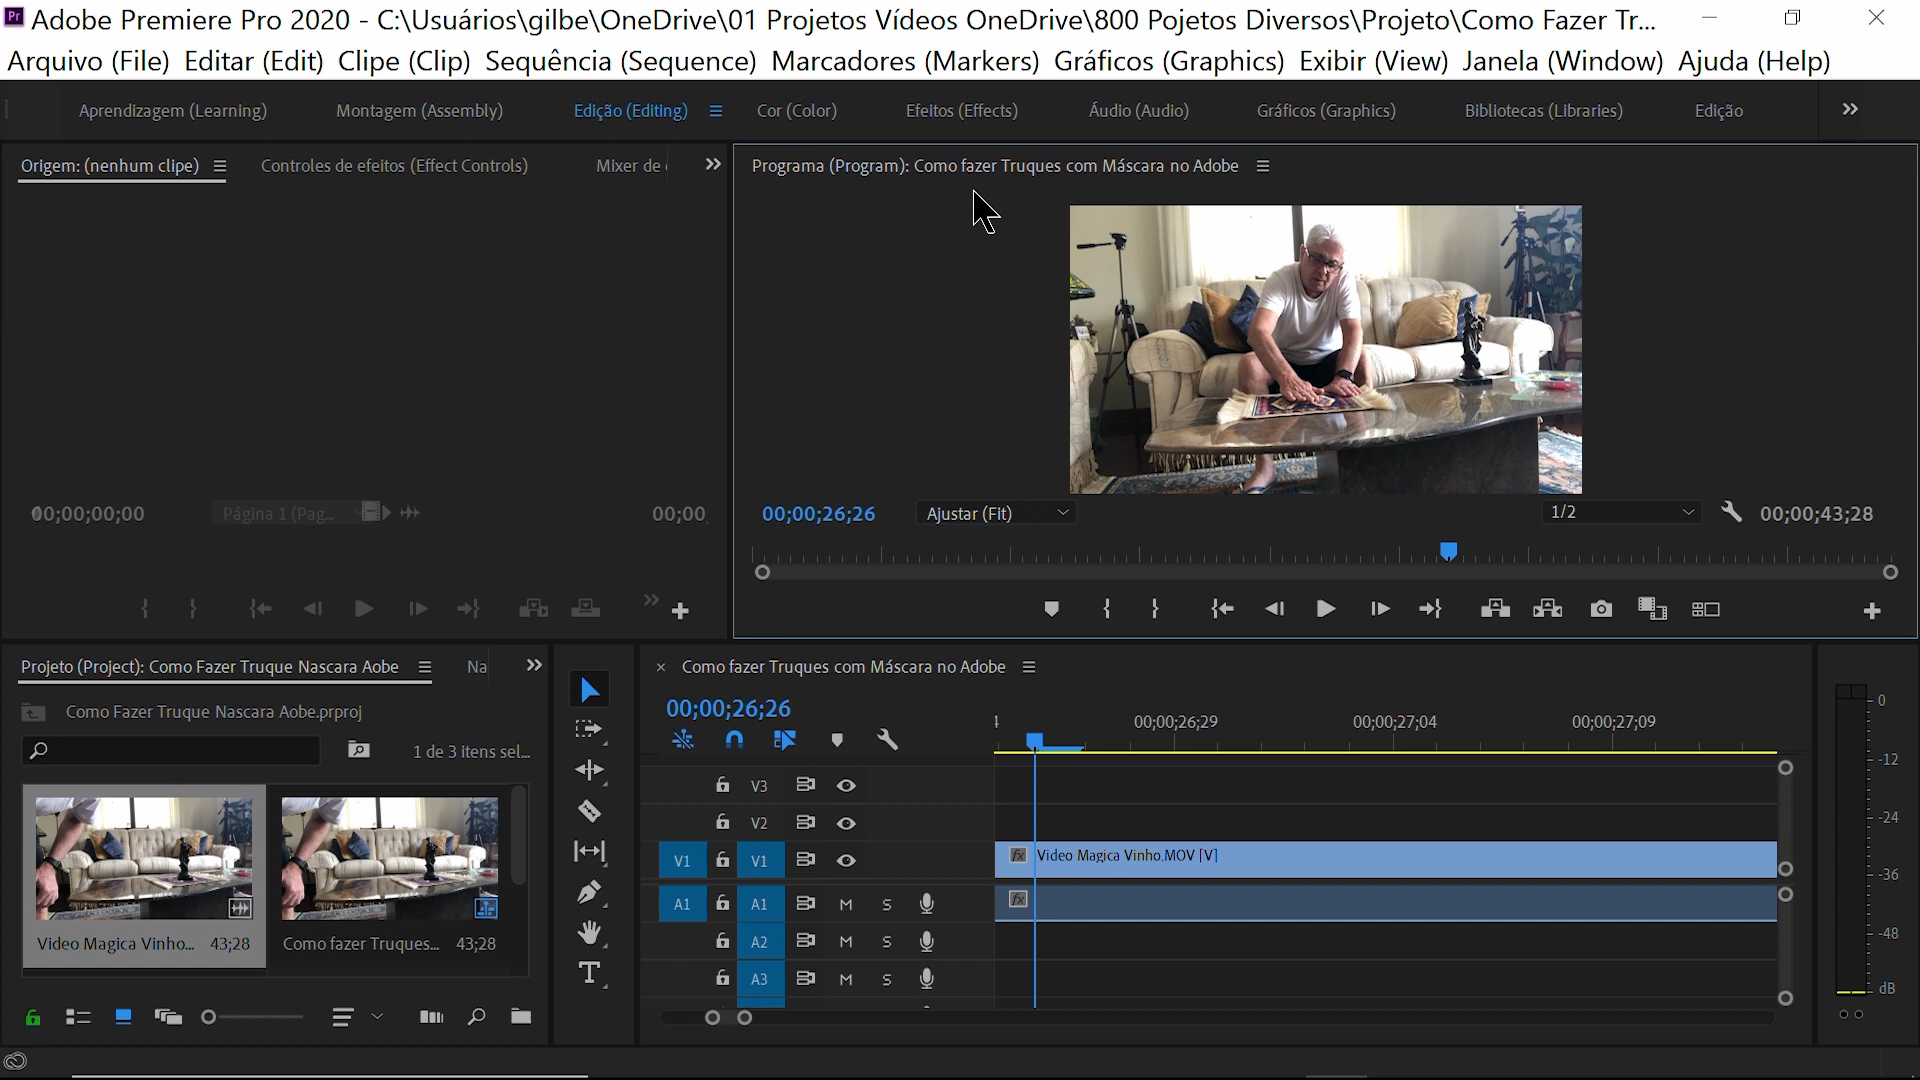 Pr Adobe Premiere Pro 2020 - C:\Usuários\gilbe\OneDrive\01 Projetos Vídeos OneDrive\800 Pojetos Diversos\Projeto\Como Fazer Tr...
Arquivo (File) Editar (Edit) Clipe (Clip) Sequência (Sequence) Marcadores (Markers) Gráficos (Graphics) Exibir (View) Janela (Window) Ajuda (Help)
Aprendizagem (Learning) Montagem (Assembly) Edição (Editing) Cor (Color) Efeitos (Effects) Áudio (Audio) Gráficos (Graphics) Bibliotecas (Libraries) Edição
Origem: (nenhum clipe) Controles de efeitos (Effect Controls) Mixer de
Programa (Program): Como fazer Truques com Máscara no Adobe
00;00;00;00 Página 1 (Pag... 00;00
00;00;26;26 Ajustar (Fit) 1/2 00;00;43;28
Projeto (Project): Como Fazer Truque Nascara Aobe Na
Como Fazer Truque Nascara Aobe.prproj
1 de 3 itens sel...
Video Magica Vinho... 43;28
Como fazer Truques... 43;28
× Como fazer Truques com Máscara no Adobe
00;00;26;26
00;00;26;29 00;00;27;04 00;00;27;09
V3
V2
V1 V1 fx Video Magica Vinho.MOV [V]
A1 A1 M S fx
A2 M S
A3 M S
0
-12
-24
-36
-48
dB